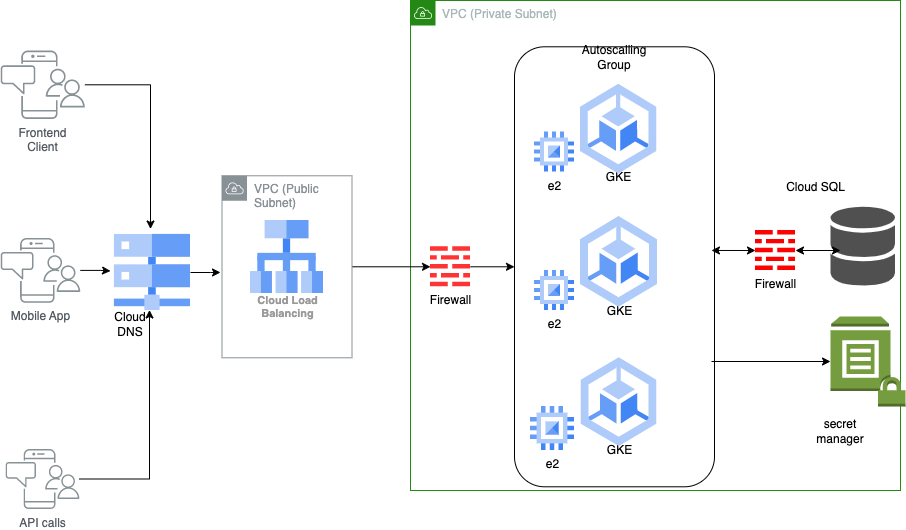 VPC (Private Subnet)
Autoscalling
Group
Frontend
Client
GKE
e2
VPC (Public
Subnet)
Cloud SQL
Mobile App
Cloud
DNS
Cloud Load
Balancing
Firewall
GKE
e2
Firewall
secret
manager
GKE
e2
API calls